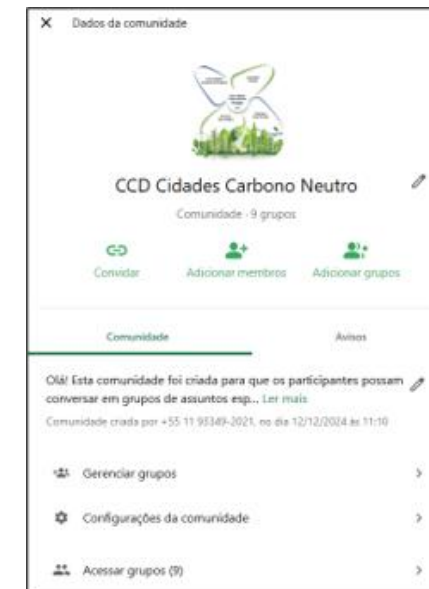 Dados da comunidade
CCD Cidades Carbono Neutro
Comunidade · 9 grupos
Convidar
Adicionar membros
Adicionar grupos
Comunidade
Avisos
Olá! Esta comunidade foi criada para que os participantes possam
conversar em grupos de assuntos esp... Ler mais
Comunidade criada por +55 11 93349-2021, no dia 12/12/2024 às 11:10
Gerenciar grupos
Configurações da comunidade
Acessar grupos (9)